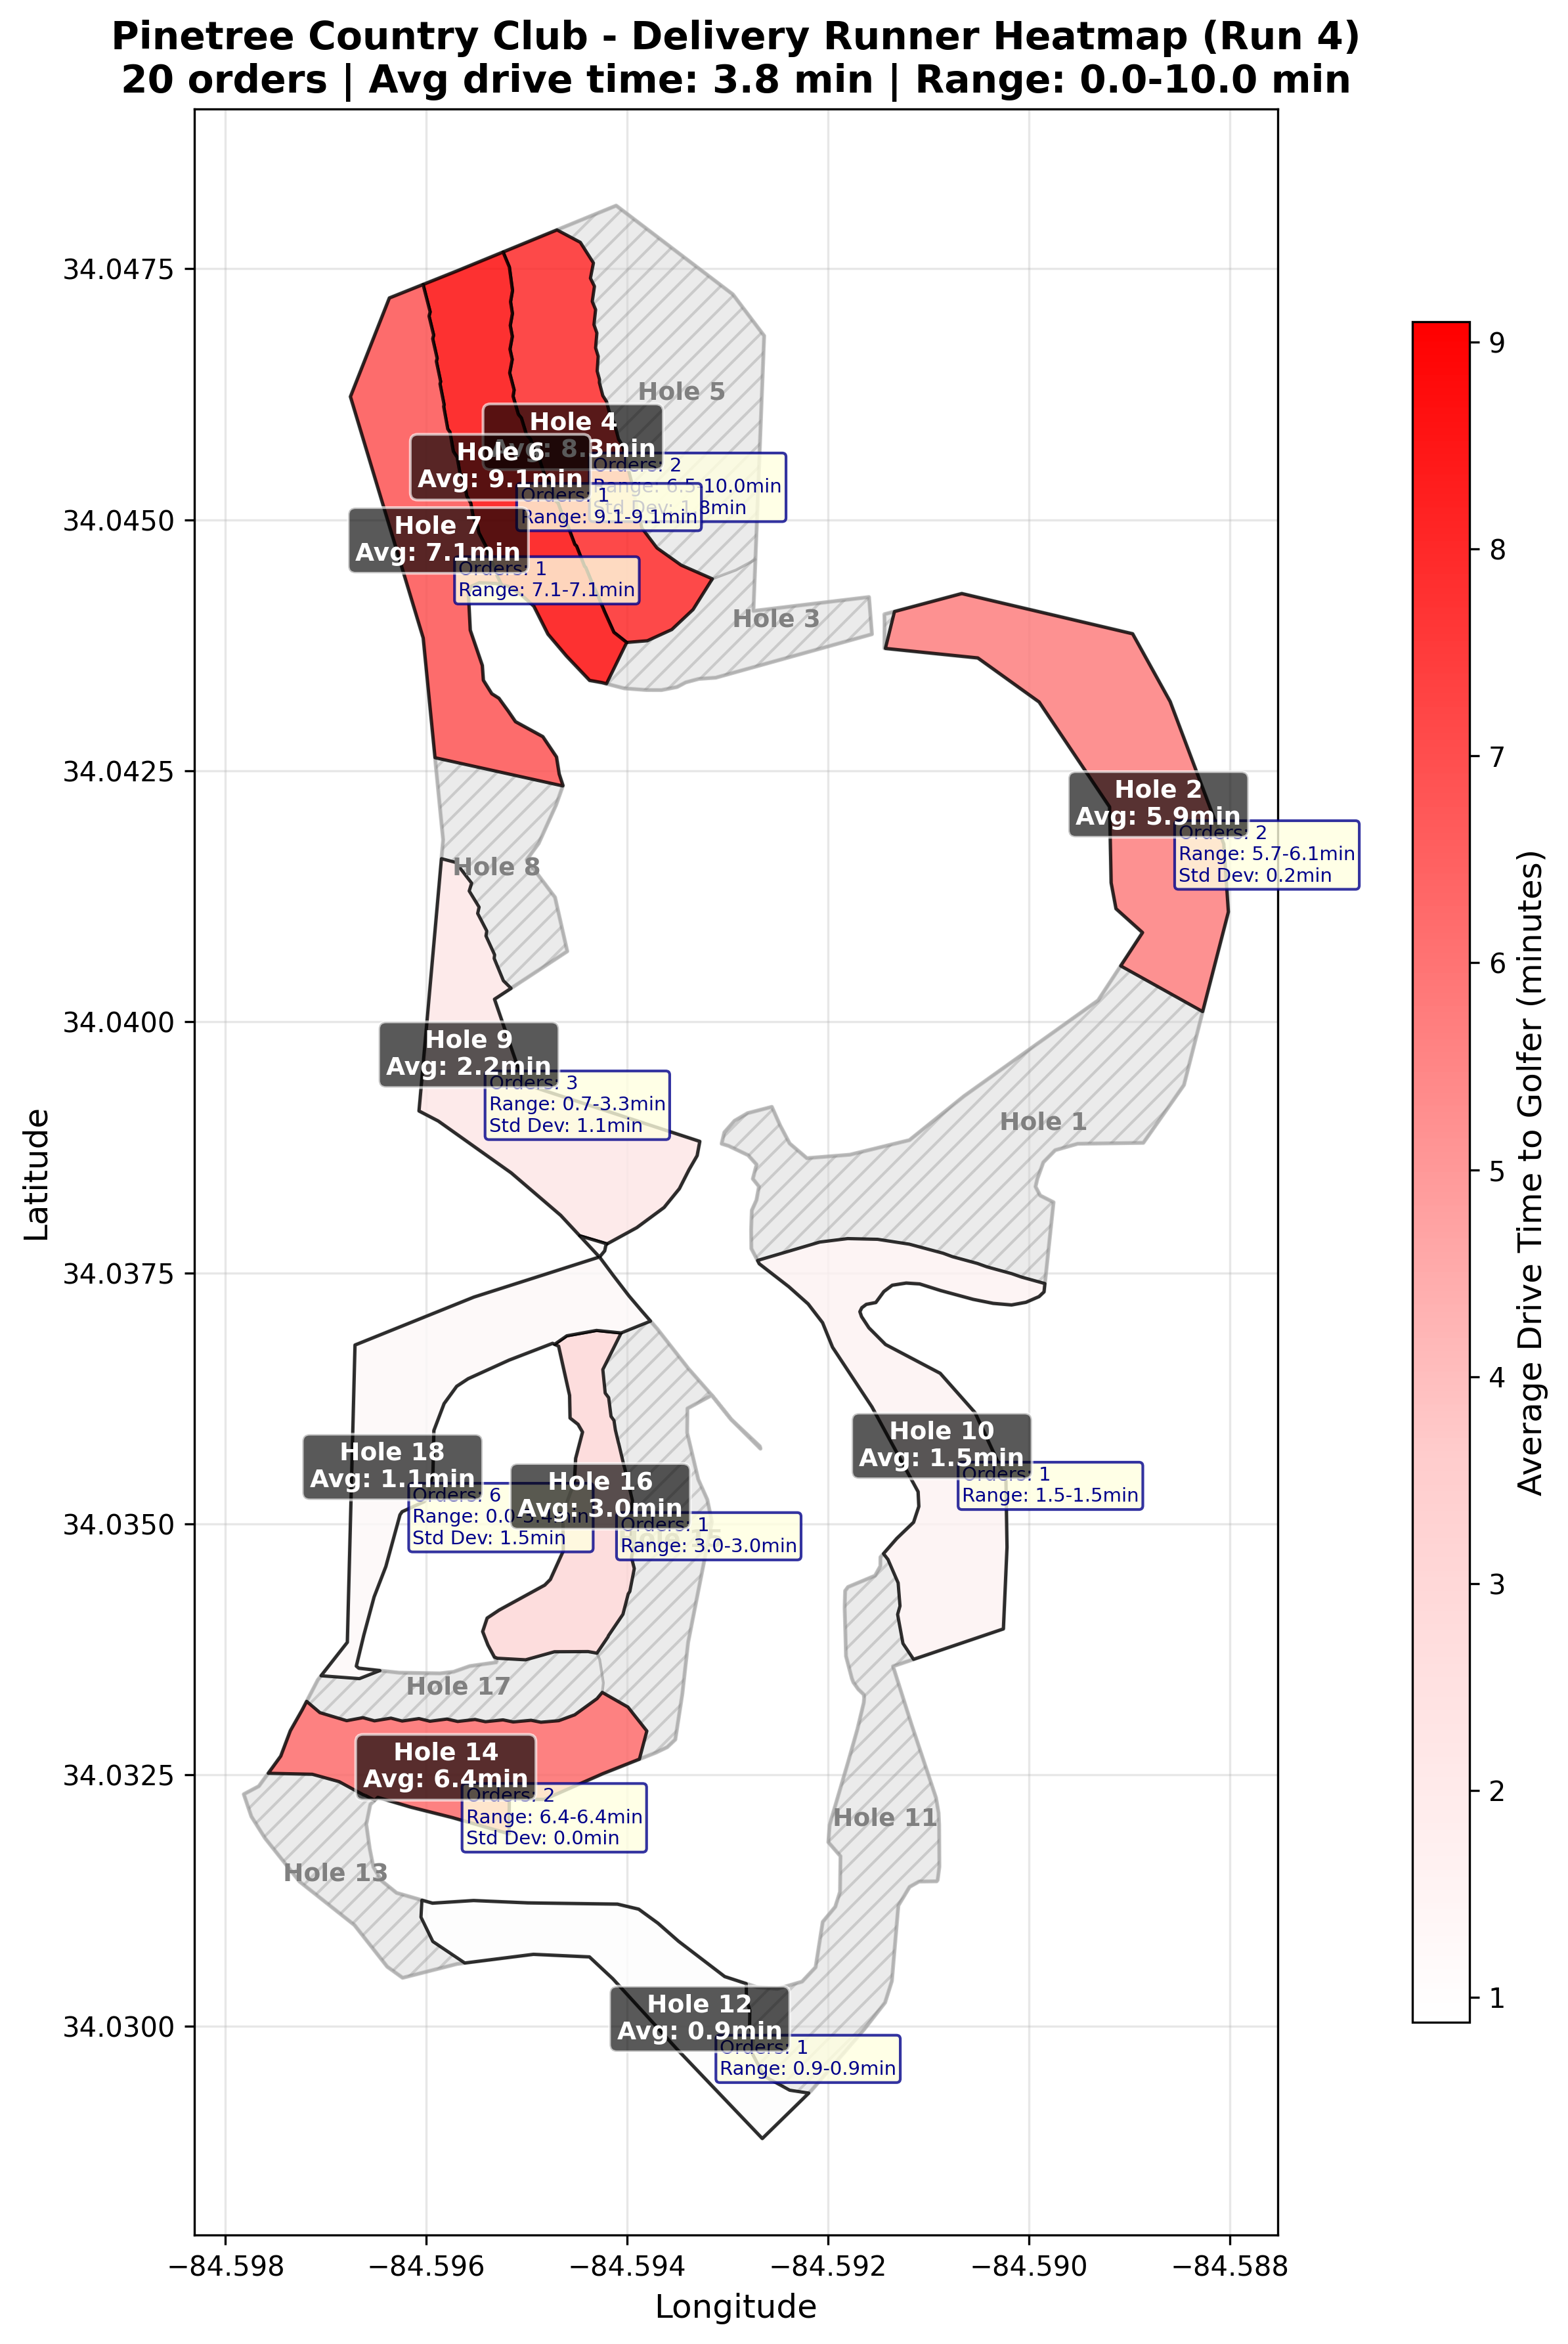 Pinetree Country Club - Delivery Runner Heatmap (Run 4)
20 orders | Avg drive time: 3.8 min | Range: 0.0-10.0 min
34.0475
34.0450
34.0425
34.0400
34.0375
34.0350
34.0325
34.0300
Latitude
−84.598
−84.596
−84.594
−84.592
−84.590
−84.588
Longitude
Hole 5
Hole 4
Avg: 8.3min
Orders: 2
Range: 6.5-10.0min
Std Dev: 1.8min
Hole 6
Avg: 9.1min
Orders: 1
Range: 9.1-9.1min
Hole 7
Avg: 7.1min
Orders: 1
Range: 7.1-7.1min
Hole 3
Hole 2
Avg: 5.9min
Orders: 2
Range: 5.7-6.1min
Std Dev: 0.2min
Hole 8
Hole 9
Avg: 2.2min
Orders: 3
Range: 0.7-3.3min
Std Dev: 1.1min
Hole 1
Hole 10
Avg: 1.5min
Orders: 1
Range: 1.5-1.5min
Hole 18
Avg: 1.1min
Orders: 6
Range: 0.0-3.4min
Std Dev: 1.5min
Hole 16
Avg: 3.0min
Orders: 1
Range: 3.0-3.0min
Hole 17
Hole 14
Avg: 6.4min
Orders: 2
Range: 6.4-6.4min
Std Dev: 0.0min
Hole 11
Hole 13
Hole 12
Avg: 0.9min
Orders: 1
Range: 0.9-0.9min
9
8
7
6
5
4
3
2
1
Average Drive Time to Golfer (minutes)